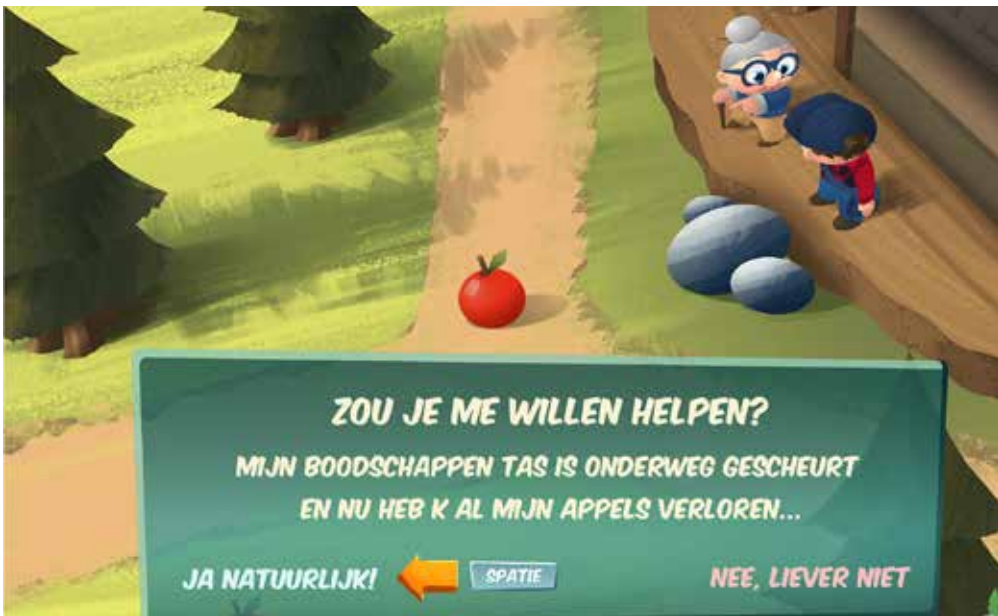 ZOU JE ME WILLEN HELPEN?
MIJN BOODSCHAPPEN TAS IS ONDERWEG GESCHEURT
EN NU HEB K AL MIJN APPELS VERLOREN...
JA NATUURLIJK! SPATIE NEE, LIEVER NIET